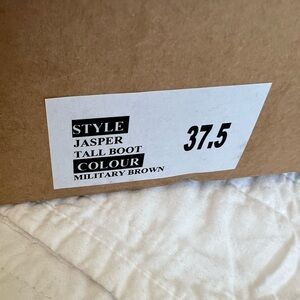 STYLE
JASPER
TALL BOOT
COLOUR
MILITARY BROWN
37.5